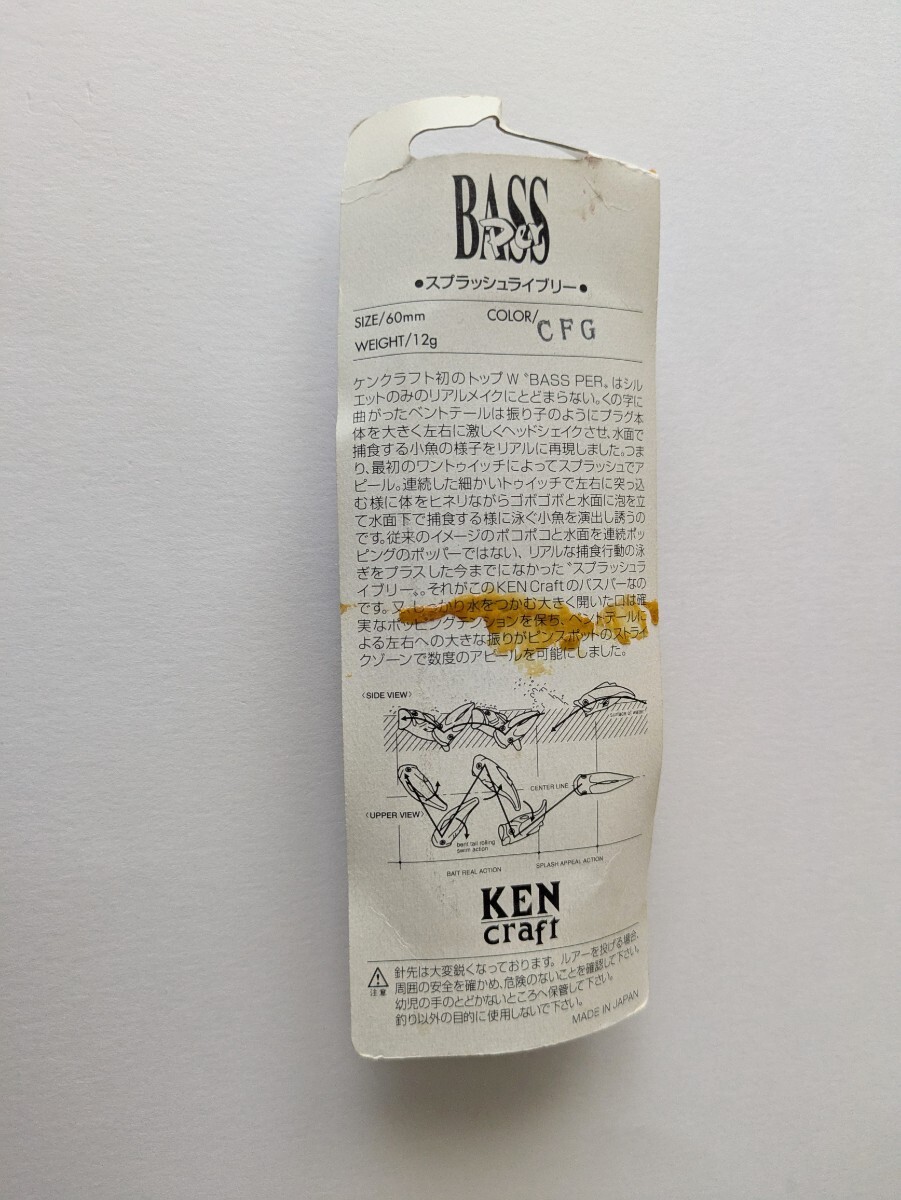 BASS
Per
●スプラッシュライブリー●
SIZE/60mm
COLOR/CFG
WEIGHT/12g
ケンクラフト初のトップW〝BASS PER〟はシル
エットのみのリアルメイクにとどまらない。くの字に
曲がったベントテールは振り子のようにプラグ本
体を大きく左右に激しくヘッドシェイクさせ、水面で
捕食する小魚の様子をリアルに再現しました。つま
り、最初のワントゥイッチによってスプラッシュでア
ピール。連続した細かいトゥイッチで左右に突っ込
む様に体をヒネリながらゴボゴボと水面に泡を立
て水面下で捕食する様に泳ぐ小魚を演出し誘うの
です。従来のイメージのポコポコと水面を連続ポッ
ピングのポッパーではない、リアルな捕食行動の泳
ぎをプラスした今までになかった〝スプラッシュラ
イブリー〟。それがこのKEN Craftのバスパーなの
です。又、しっかり水をつかむ大きく開いた口は確
実なポッピングテンションを保ち、ベントテールに
よる左右への大きな振りがピンスポットのストライ
クゾーンで数度のアピールを可能にしました。
〈SIDE VIEW〉
CENTER LINE
〈UPPER VIEW〉
bent tail rolling
swim action
BAIT REAL ACTION
SPLASH APPEAL ACTION
KEN
craft
注意
針先は大変鋭くなっております。ルアーを投げる場合、
周囲の安全を確かめ、危険のないことを確認して下さい。
幼児の手のとどかないところへ保管して下さい。
釣り以外の目的に使用しないで下さい。
MADE IN JAPAN